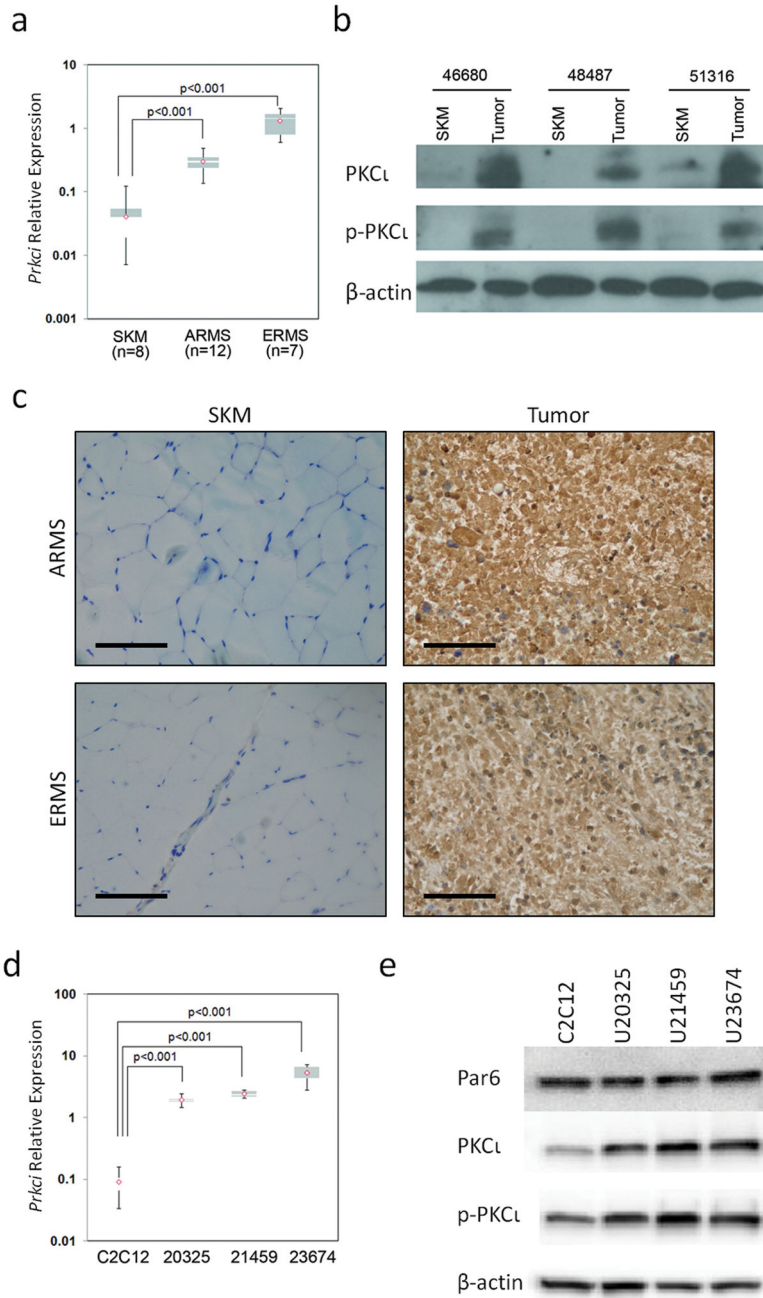 a
10
1
0.1
0.01
0.001
Prkci Relative Expression
p<0.001
p<0.001
SKM
(n=8)
ARMS
(n=12)
ERMS
(n=7)
b
46680
48487
51316
SKM
Tumor
SKM
Tumor
SKM
Tumor
PKCι
p-PKCι
β-actin
c
SKM
Tumor
ARMS
ERMS
d
100
10
1
0.1
0.01
Prkci Relative Expression
p<0.001
p<0.001
p<0.001
C2C12
20325
21459
23674
e
C2C12
U20325
U21459
U23674
Par6
PKCι
p-PKCι
β-actin